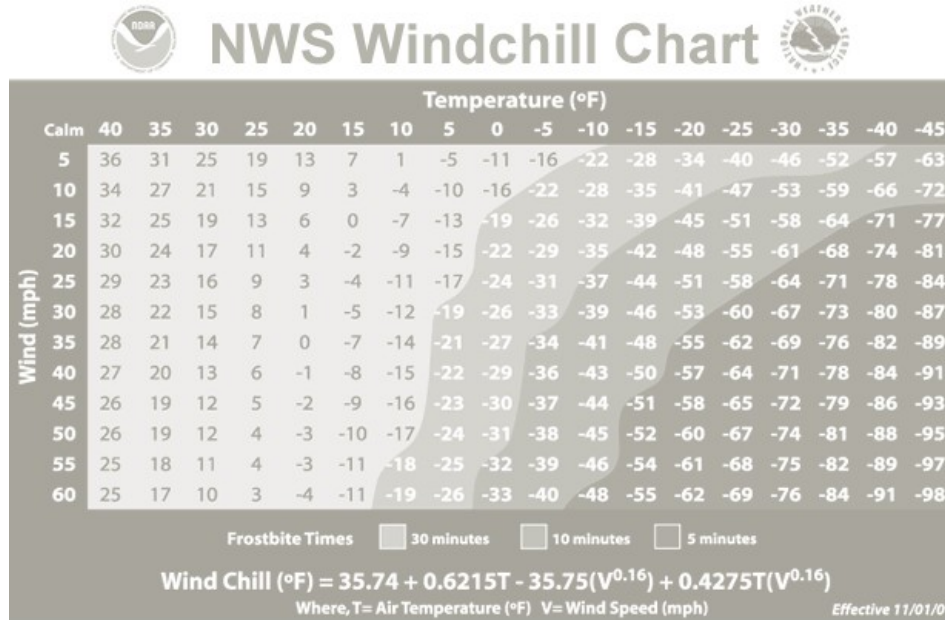 NOAA
NWS Windchill Chart
Temperature (ºF)
Calm 40 35 30 25 20 15 10 5 0 -5 -10 -15 -20 -25 -30 -35 -40 -45
Wind (mph)
5 36 31 25 19 13 7 1 -5 -11 -16 -22 -28 -34 -40 -46 -52 -57 -63
10 34 27 21 15 9 3 -4 -10 -16 -22 -28 -35 -41 -47 -53 -59 -66 -72
15 32 25 19 13 6 0 -7 -13 -19 -26 -32 -39 -45 -51 -58 -64 -71 -77
20 30 24 17 11 4 -2 -9 -15 -22 -29 -35 -42 -48 -55 -61 -68 -74 -81
25 29 23 16 9 3 -4 -11 -17 -24 -31 -37 -44 -51 -58 -64 -71 -78 -84
30 28 22 15 8 1 -5 -12 -19 -26 -33 -39 -46 -53 -60 -67 -73 -80 -87
35 28 21 14 7 0 -7 -14 -21 -27 -34 -41 -48 -55 -62 -69 -76 -82 -89
40 27 20 13 6 -1 -8 -15 -22 -29 -36 -43 -50 -57 -64 -71 -78 -84 -91
45 26 19 12 5 -2 -9 -16 -23 -30 -37 -44 -51 -58 -65 -72 -79 -86 -93
50 26 19 12 4 -3 -10 -17 -24 -31 -38 -45 -52 -60 -67 -74 -81 -88 -95
55 25 18 11 4 -3 -11 -18 -25 -32 -39 -46 -54 -61 -68 -75 -82 -89 -97
60 25 17 10 3 -4 -11 -19 -26 -33 -40 -48 -55 -62 -69 -76 -84 -91 -98
Frostbite Times 30 minutes 10 minutes 5 minutes
Wind Chill (ºF) = 35.74 + 0.6215T - 35.75(V^0.16) + 0.4275T(V^0.16)
Where, T= Air Temperature (ºF) V= Wind Speed (mph)
Effective 11/01/0